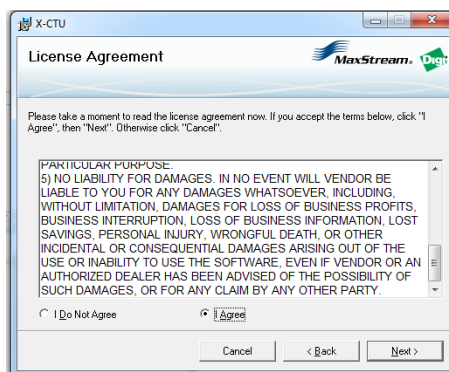 X-CTU
License Agreement
MaxStream. Digi
Please take a moment to read the license agreement now. If you accept the terms below, click "I
Agree", then "Next". Otherwise click "Cancel".
PARTICULAR PURPOSE.
5) NO LIABILITY FOR DAMAGES. IN NO EVENT WILL VENDOR BE
LIABLE TO YOU FOR ANY DAMAGES WHATSOEVER, INCLUDING,
WITHOUT LIMITATION, DAMAGES FOR LOSS OF BUSINESS PROFITS,
BUSINESS INTERRUPTION, LOSS OF BUSINESS INFORMATION, LOST
SAVINGS, PERSONAL INJURY, WRONGFUL DEATH, OR OTHER
INCIDENTAL OR CONSEQUENTIAL DAMAGES ARISING OUT OF THE
USE OR INABILITY TO USE THE SOFTWARE, EVEN IF VENDOR OR AN
AUTHORIZED DEALER HAS BEEN ADVISED OF THE POSSIBILITY OF
SUCH DAMAGES, OR FOR ANY CLAIM BY ANY OTHER PARTY.
I Do Not Agree I Agree
Cancel < Back Next >